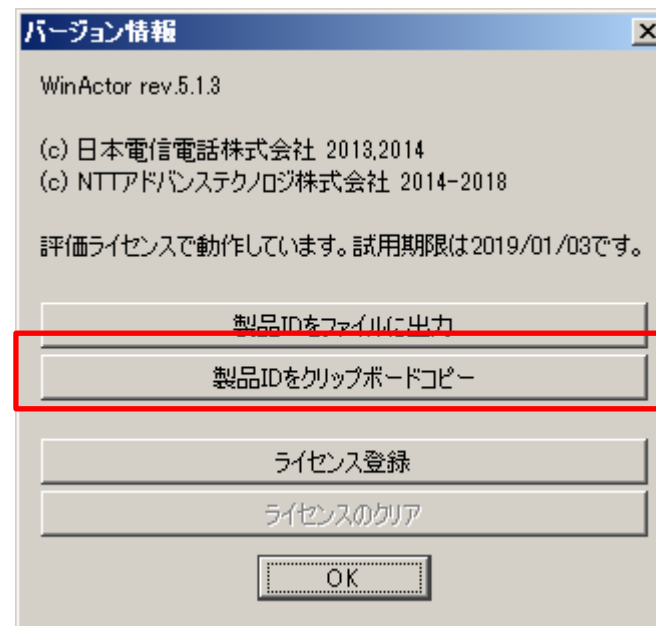 バージョン情報
WinActor rev.5.1.3
(c) 日本電信電話株式会社 2013,2014
(c) NTTアドバンステクノロジ株式会社 2014-2018
評価ライセンスで動作しています。試用期限は2019/01/03です。
製品IDをファイルに出力
製品IDをクリップボードコピー
ライセンス登録
ライセンスのクリア
OK